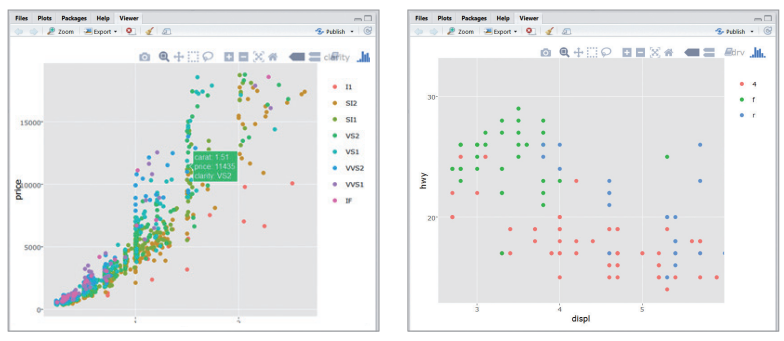 Files Plots Packages Help Viewer
Zoom Export Publish
clarity
I1
SI2
SI1
VS2
VS1
VVS2
VVS1
IF
15000
10000
5000
0
price
carat: 1.51
price: 11435
clarity: VS2
Files Plots Packages Help Viewer
Zoom Export Publish
drv
4
f
r
30
20
hwy
3 4 5
displ